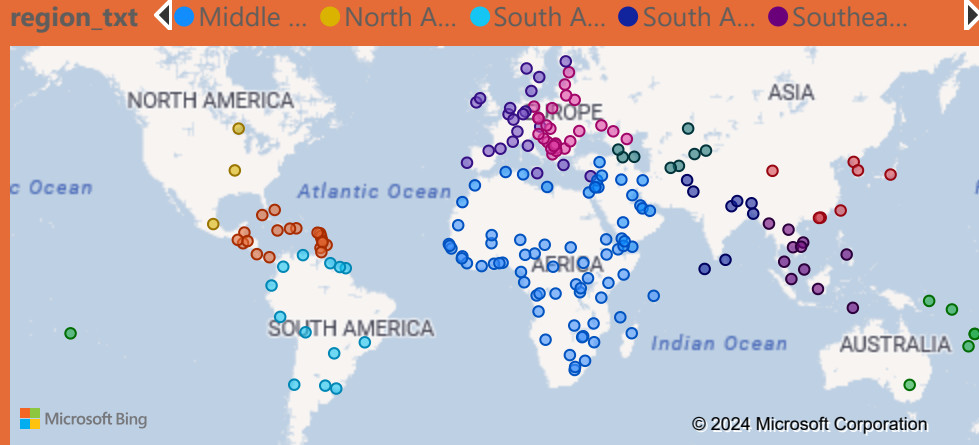 region_txt Middle ... North A... South A... South A... Southea...
NORTH AMERICA
EUROPE
ASIA
c Ocean
Atlantic Ocean
AFRICA
SOUTH AMERICA
Indian Ocean
AUSTRALIA
Microsoft Bing
© 2024 Microsoft Corporation